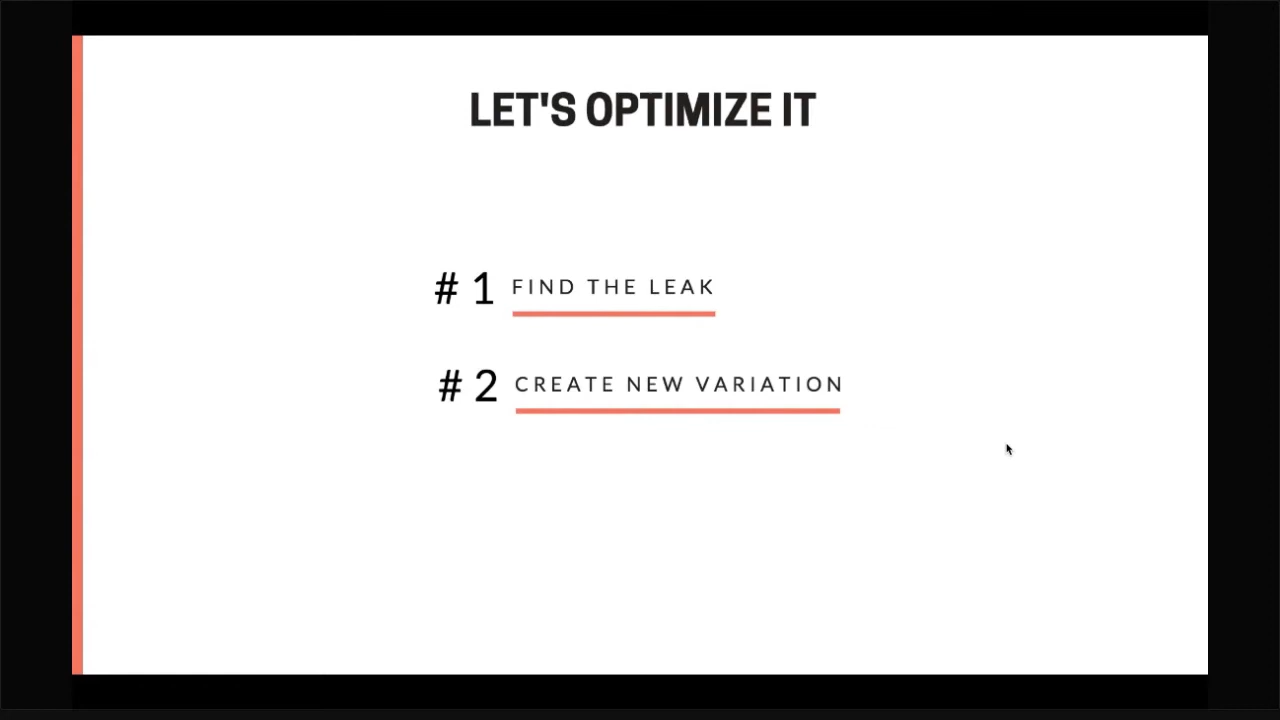 LET'S OPTIMIZE IT
# 1 FIND THE LEAK
# 2 CREATE NEW VARIATION